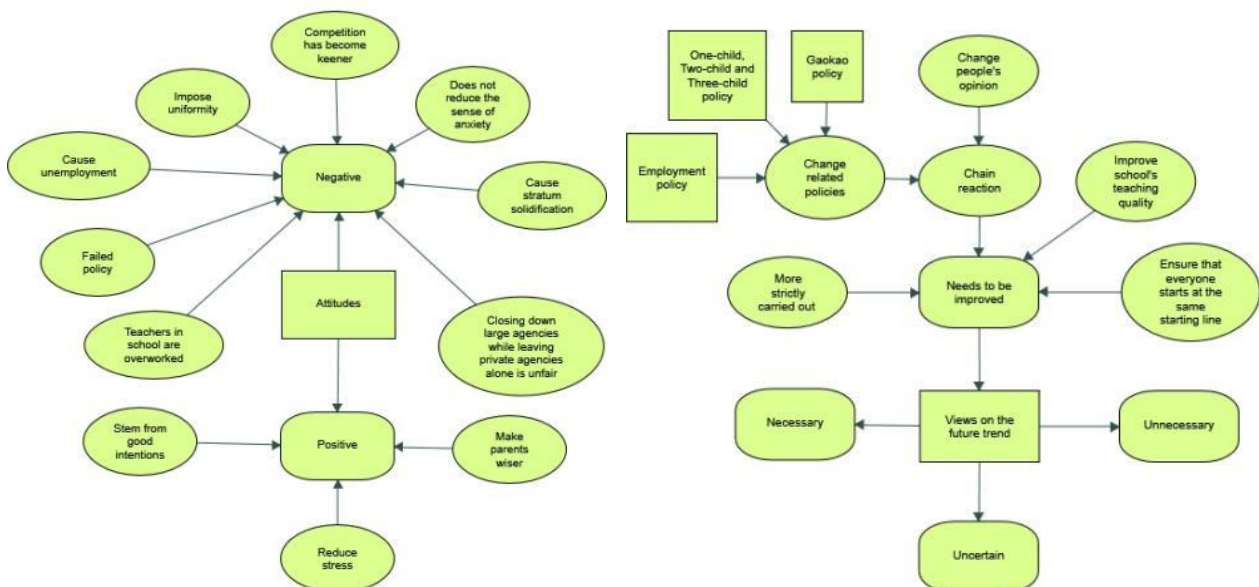 Competition
has become
keener
Impose
uniformity
Does not
reduce the
sense of
anxiety
Cause
unemployment
Negative
Cause
stratum
solidification
Failed
policy
Attitudes
Teachers in
school are
overworked
Closing down
large agencies
while leaving
private agencies
alone is unfair
Stem from
good
intentions
Positive
Make
parents
wiser
Reduce
stress
One-child,
Two-child and
Three-child
policy
Gaokao
policy
Change
people's
opinion
Employment
policy
Change
related
policies
Chain
reaction
Improve
school's
teaching
quality
More
strictly
carried out
Needs to be
improved
Ensure that
everyone
starts at the
same
starting line
Necessary
Views on the
future trend
Unnecessary
Uncertain